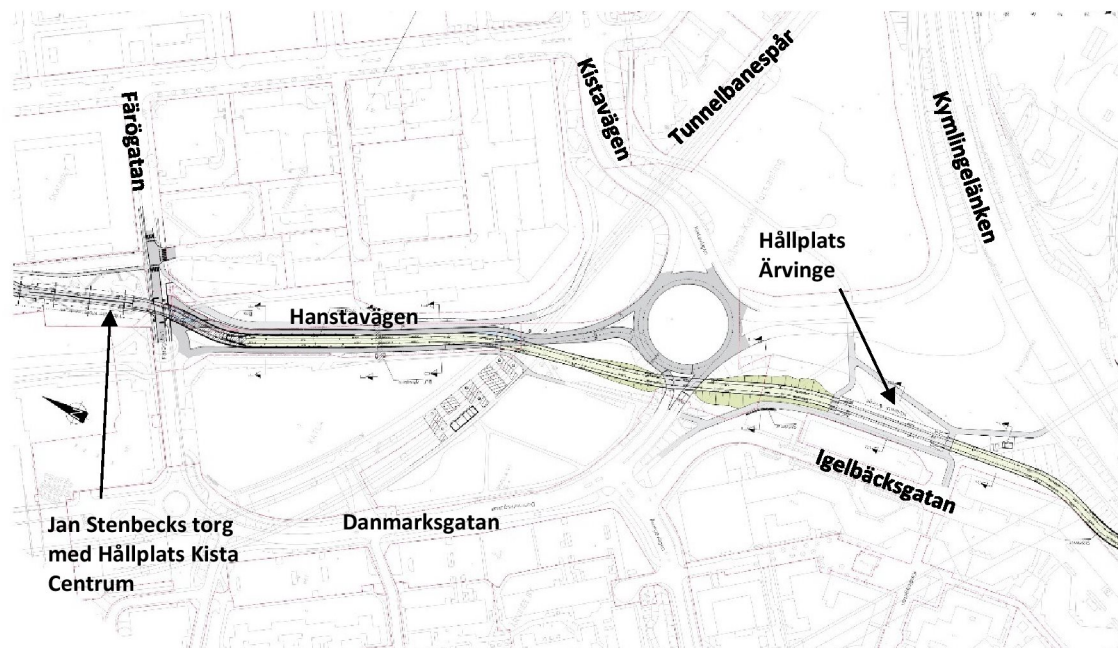 Färögatan
Kistavägen
Tunnelbanespår
Kymlingelänken
Hållplats
Ärvinge
Hanstavägen
Igelbäcksgatan
Danmarksgatan
Jan Stenbecks torg
med Hållplats Kista
Centrum